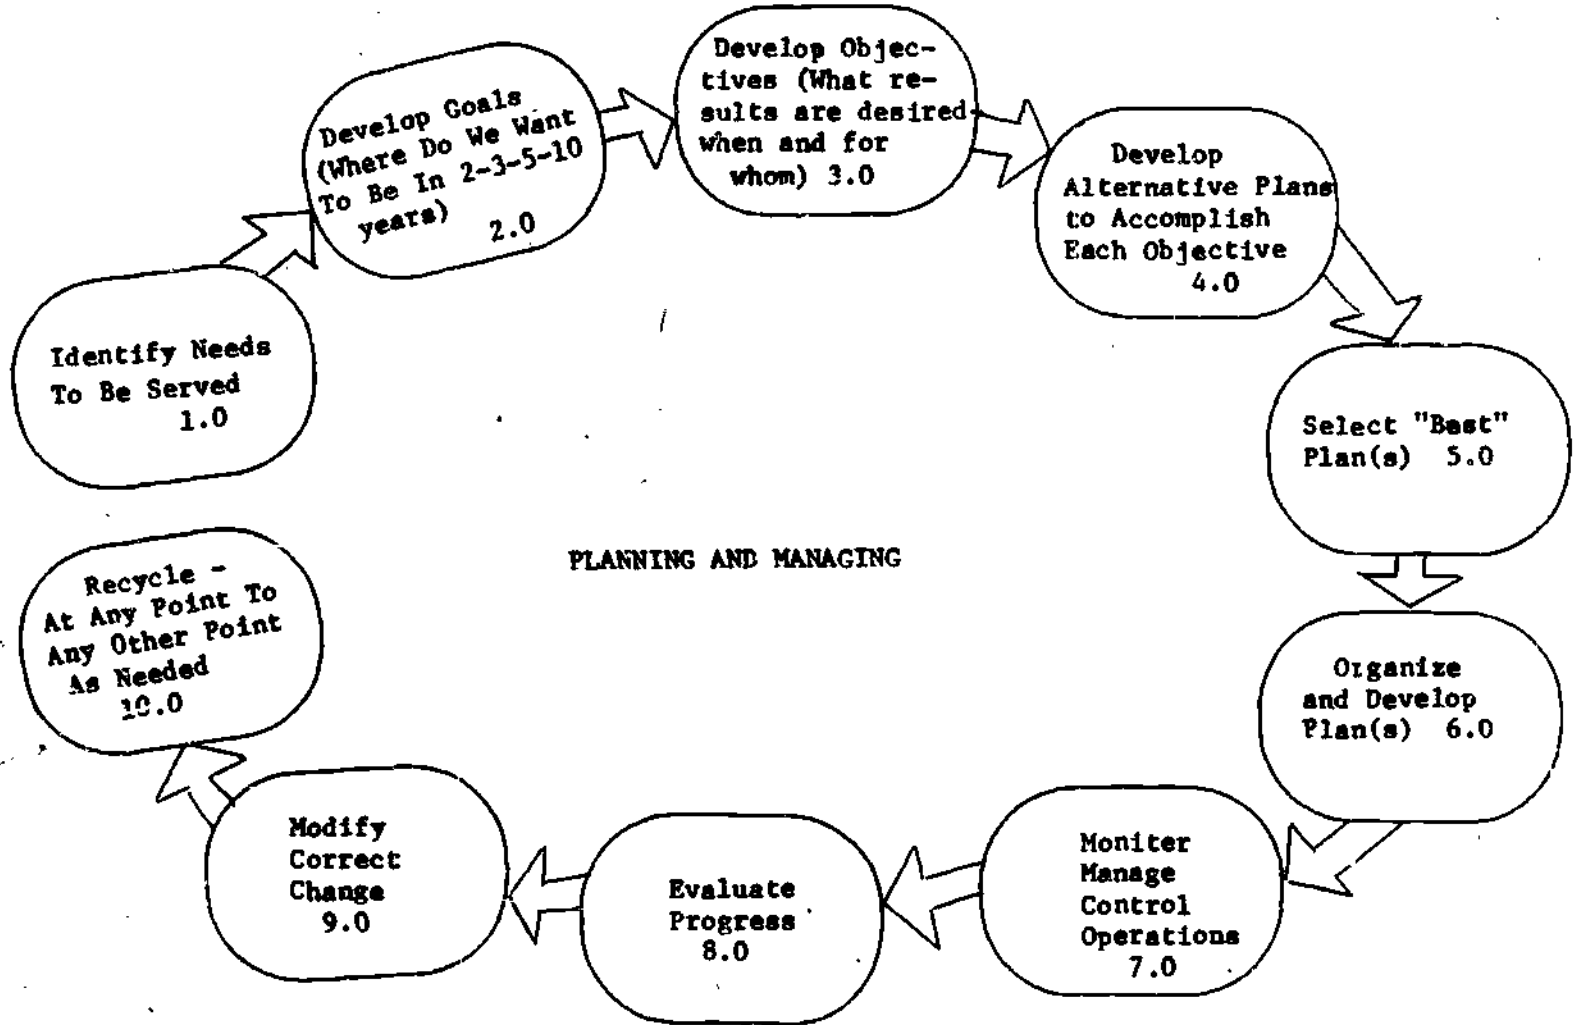 Identify Needs
To Be Served
1.0
Develop Goals
(Where Do We Want
To Be In 2-3-5-10
years)
2.0
Develop Objec-
tives (What re-
sults are desired
when and for
whom) 3.0
Develop
Alternative Plans
to Accomplish
Each Objective
4.0
Select "Best"
Plan(s) 5.0
Organize
and Develop
Plan(s) 6.0
Moniter
Manage
Control
Operations
7.0
Evaluate
Progress
8.0
Modify
Correct
Change
9.0
Recycle -
At Any Point To
Any Other Point
As Needed
10.0
PLANNING AND MANAGING